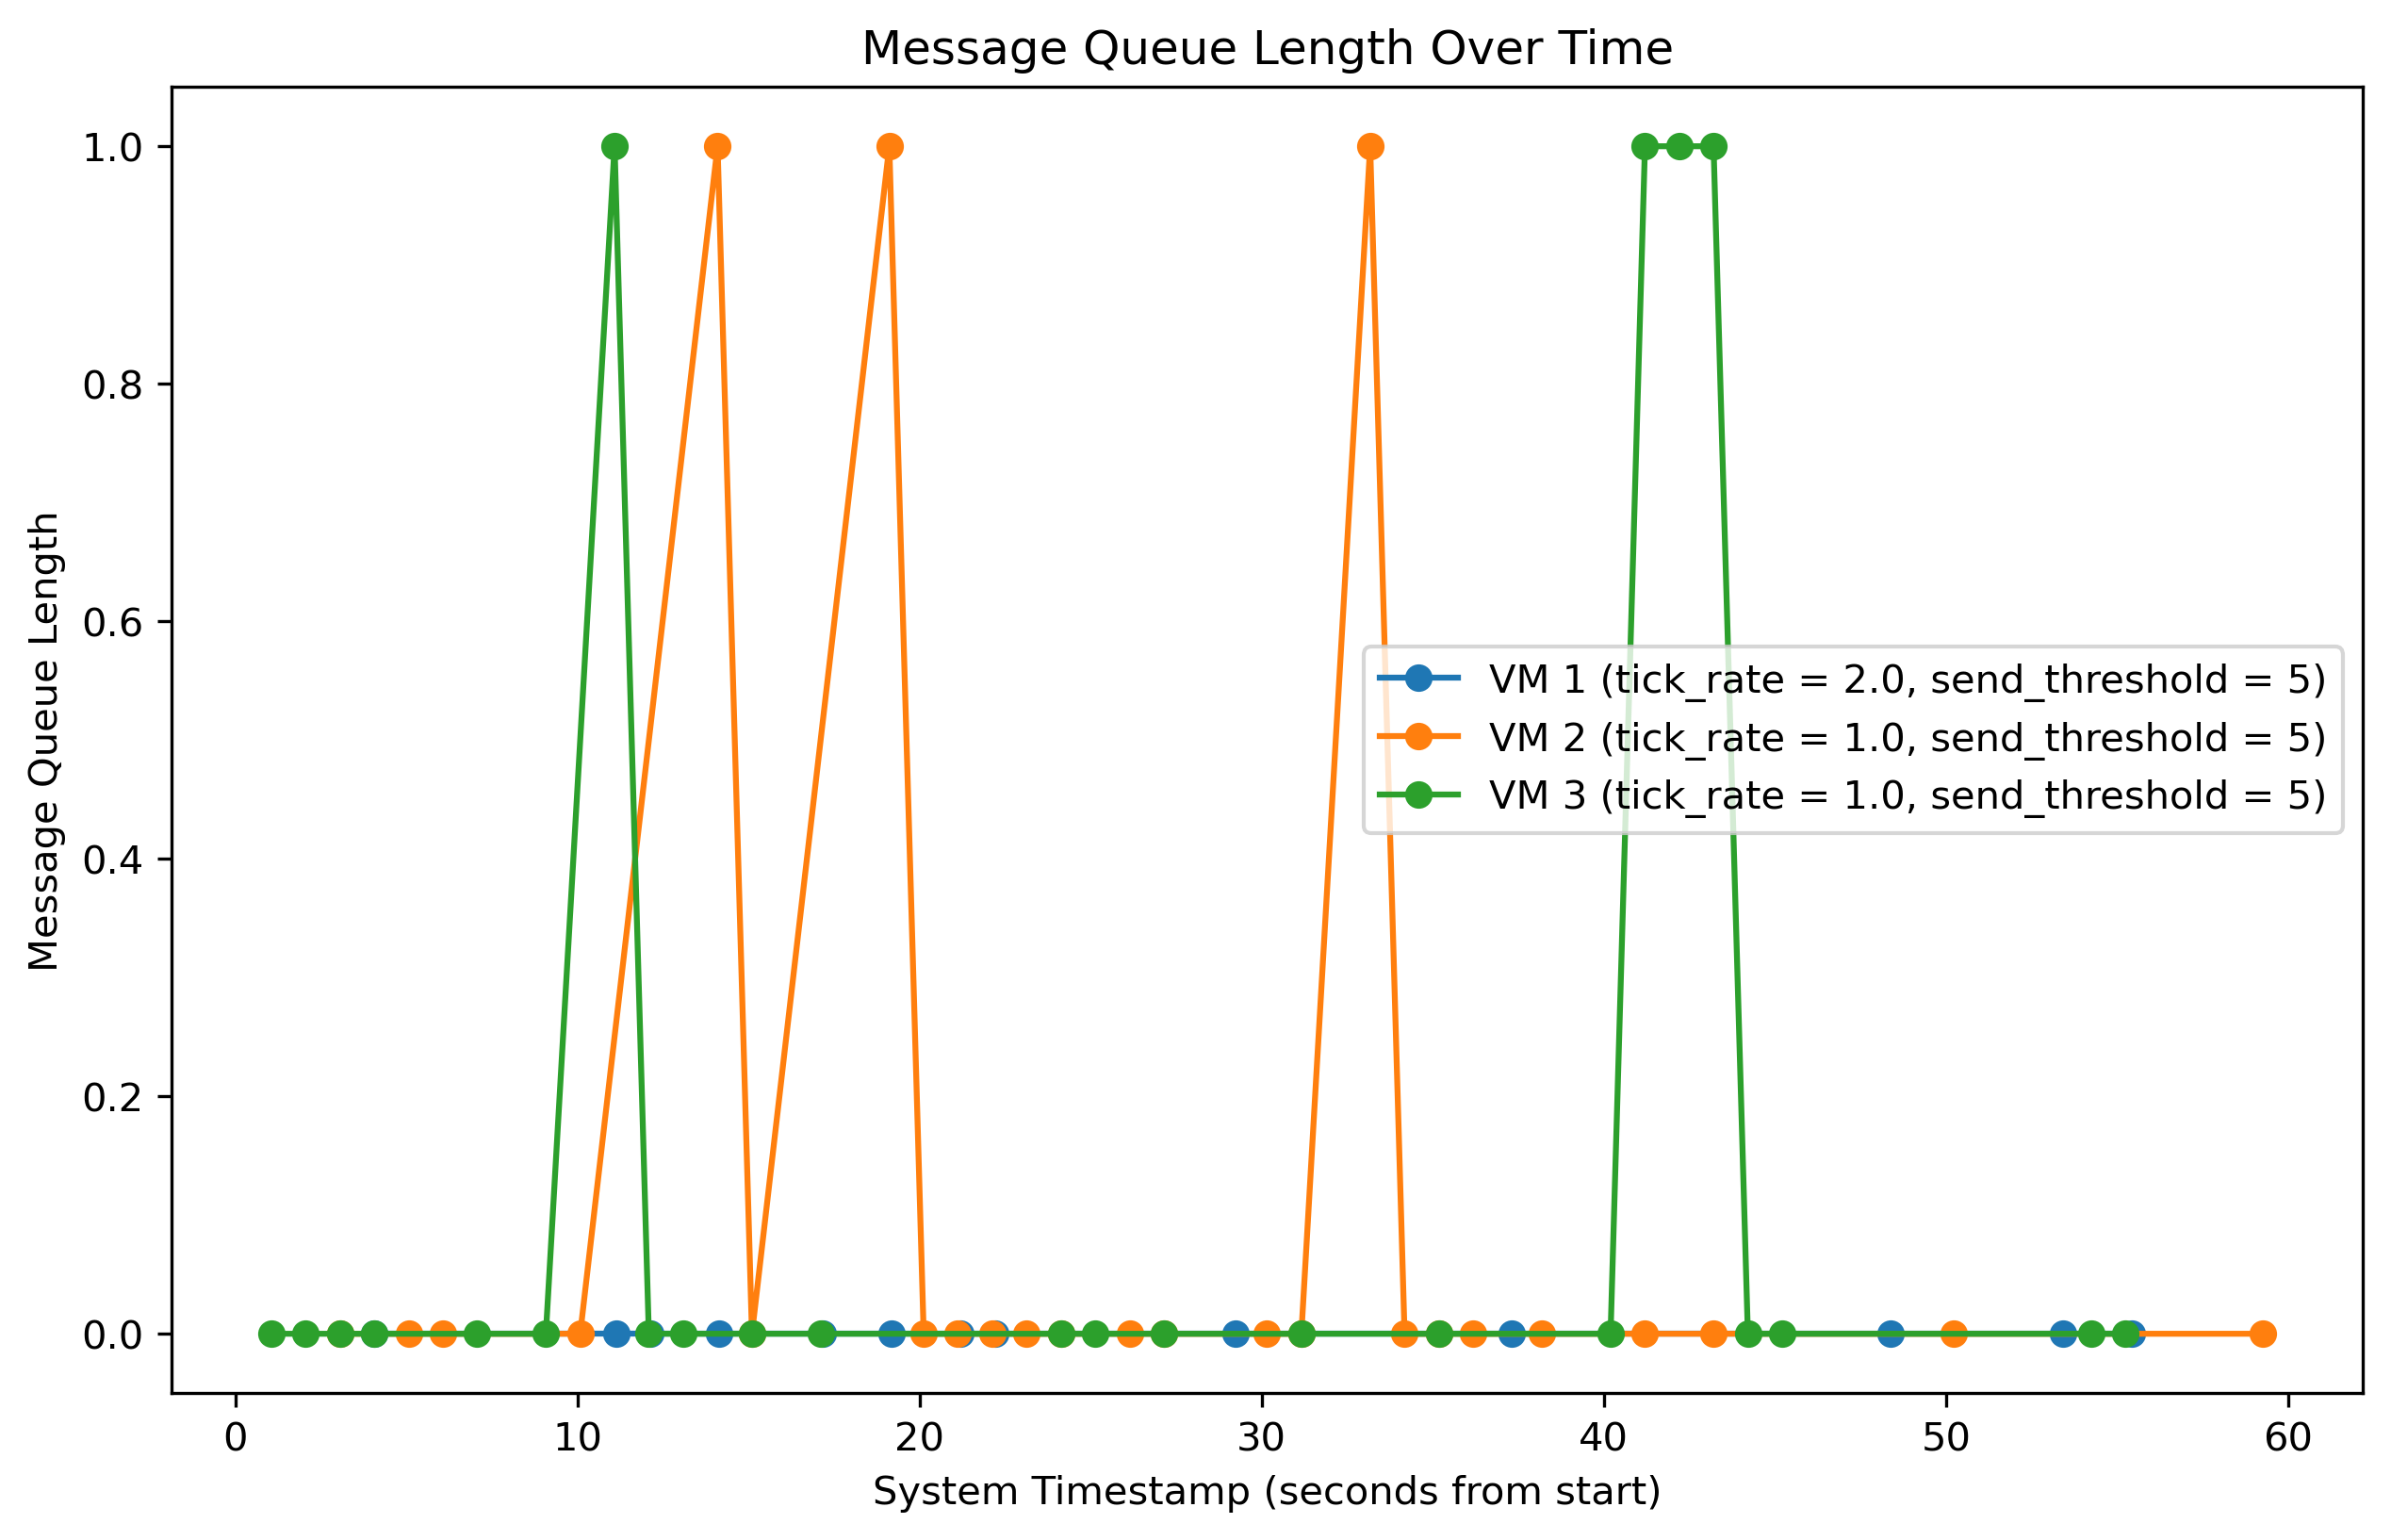 Message Queue Length Over Time
Message Queue Length
1.0
0.8
0.6
0.4
0.2
0.0
VM 1 (tick_rate = 2.0, send_threshold = 5)
VM 2 (tick_rate = 1.0, send_threshold = 5)
VM 3 (tick_rate = 1.0, send_threshold = 5)
0 10 20 30 40 50 60
System Timestamp (seconds from start)